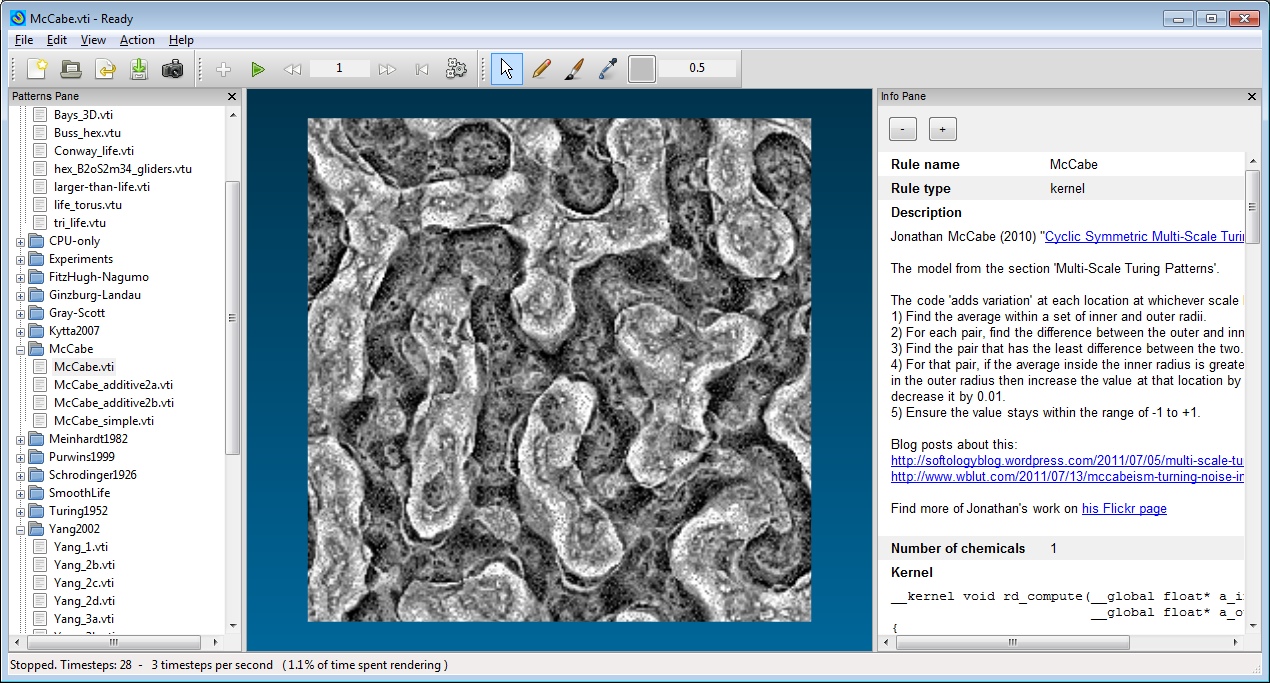 McCabe.vti - Ready
File Edit View Action Help
1
0.5
Patterns Pane
Bays_3D.vti
Buss_hex.vtu
Conway_life.vti
hex_B2oS2m34_gliders.vtu
larger-than-life.vti
life_torus.vtu
tri_life.vtu
CPU-only
Experiments
FitzHugh-Nagumo
Ginzburg-Landau
Gray-Scott
Kytta2007
McCabe
McCabe.vti
McCabe_additive2a.vti
McCabe_additive2b.vti
McCabe_simple.vti
Meinhardt1982
Purwins1999
Schrodinger1926
SmoothLife
Turing1952
Yang2002
Yang_1.vti
Yang_2b.vti
Yang_2c.vti
Yang_2d.vti
Yang_3a.vti
Info Pane
- +
Rule name McCabe
Rule type kernel
Description
Jonathan McCabe (2010) "Cyclic Symmetric Multi-Scale Turi
The model from the section 'Multi-Scale Turing Patterns'.
The code 'adds variation' at each location at whichever scale
1) Find the average within a set of inner and outer radii.
2) For each pair, find the difference between the outer and inn
3) Find the pair that has the least difference between the two.
4) For that pair, if the average inside the inner radius is greate
in the outer radius then increase the value at that location by
decrease it by 0.01.
5) Ensure the value stays within the range of -1 to +1.
Blog posts about this:
http://softologyblog.wordpress.com/2011/07/05/multi-scale-tu
http://www.wblut.com/2011/07/13/mccabeism-turning-noise-in
Find more of Jonathan's work on his Flickr page
Number of chemicals 1
Kernel
__kernel void rd_compute(__global float* a_i
__global float* a_o
{
Stopped. Timesteps: 28 - 3 timesteps per second (1.1% of time spent rendering )